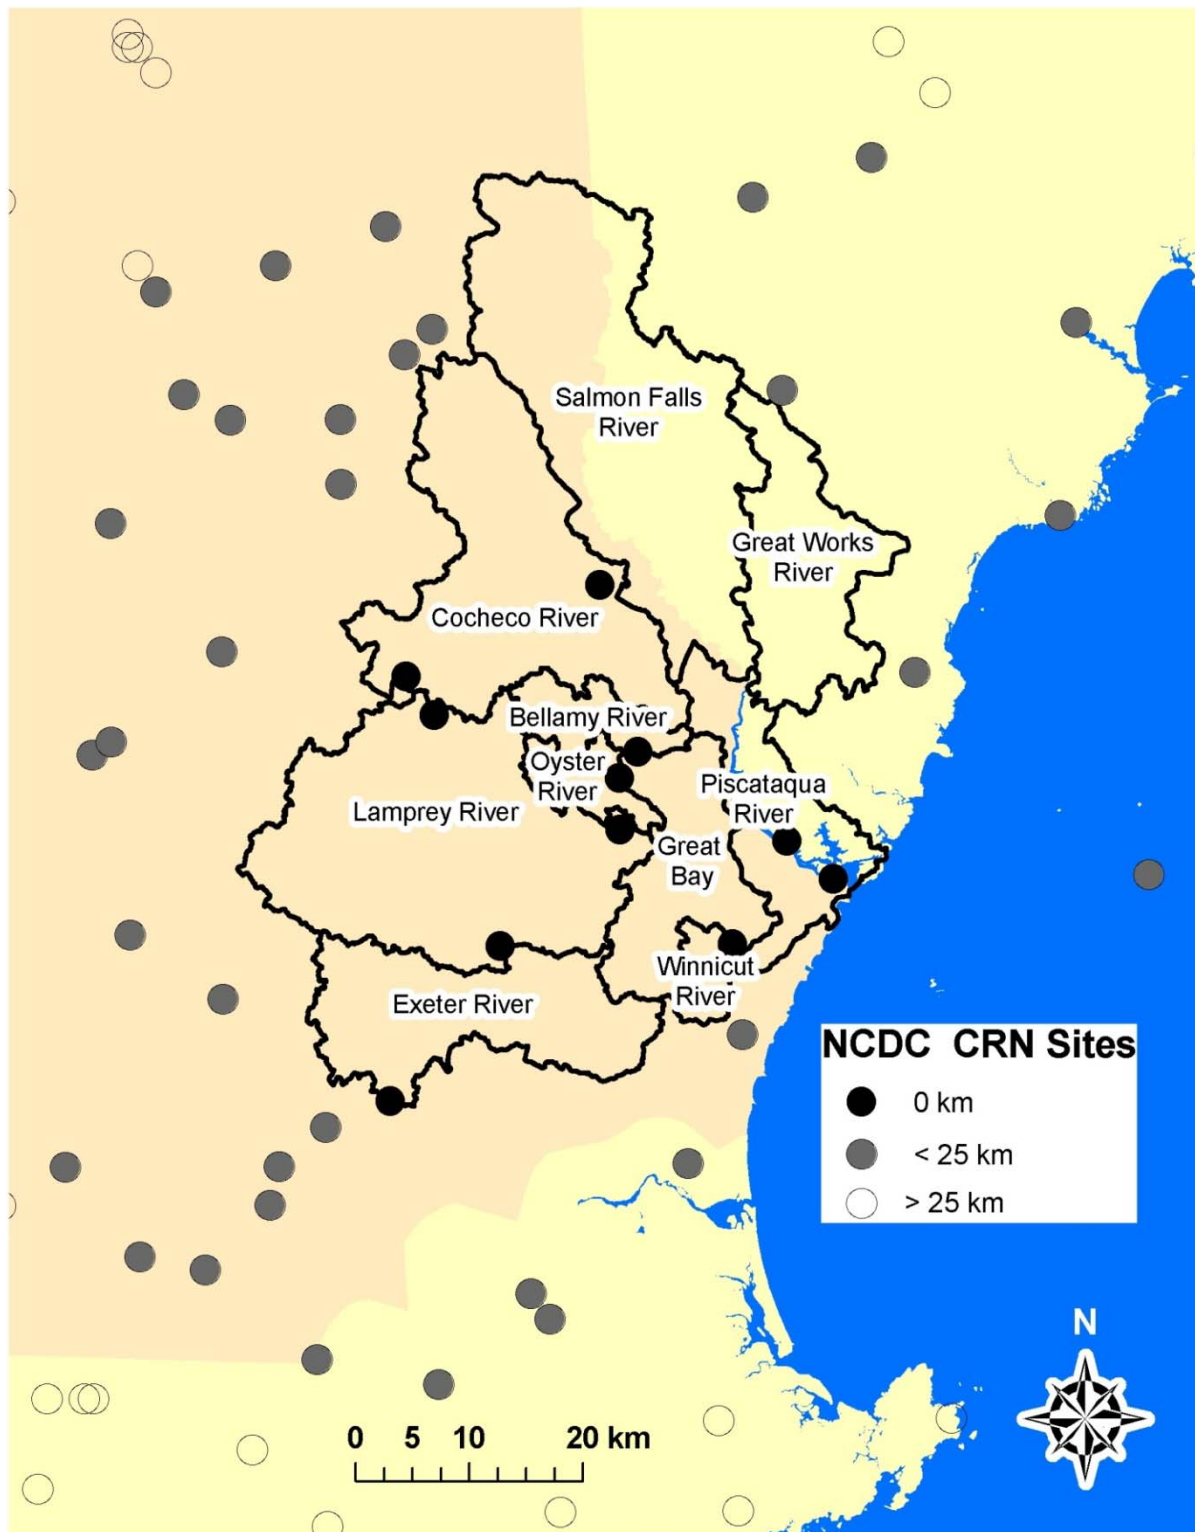 Salmon Falls
River
Great Works
River
Cocheco River
Bellamy River
Oyster
River
Piscataqua
River
Lamprey River
Great
Bay
Winnicut
River
Exeter River
NCDC CRN Sites
0 km
< 25 km
> 25 km
N
0 5 10 20 km